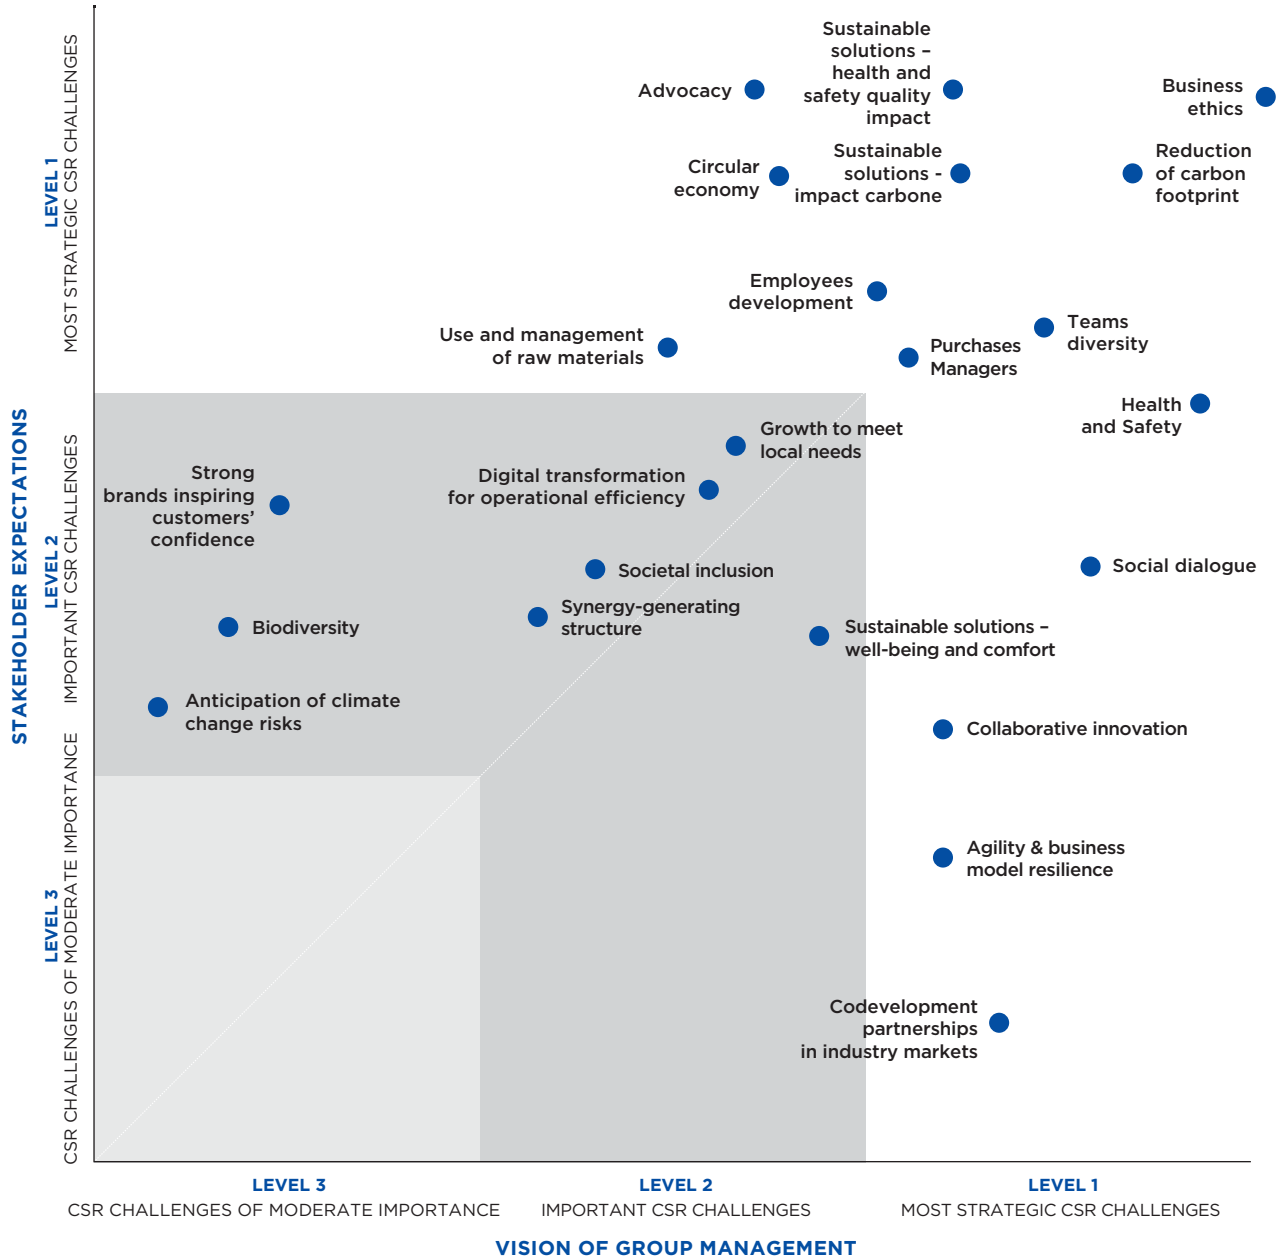 Sustainable
solutions –
health and
safety quality
impact
Advocacy
Business
ethics
Circular
economy
Sustainable
solutions -
impact carbone
Reduction
of carbon
footprint
Employees
development
Use and management
of raw materials
Purchases
Managers
Teams
diversity
Health
and Safety
Growth to meet
local needs
Strong
brands inspiring
customers’
confidence
Digital transformation
for operational efficiency
Societal inclusion
Social dialogue
Synergy-generating
structure
Biodiversity
Sustainable solutions –
well-being and comfort
Anticipation of climate
change risks
Collaborative innovation
Agility & business
model resilience
Codevelopment
partnerships
in industry markets
STAKEHOLDER EXPECTATIONS
LEVEL 1
MOST STRATEGIC CSR CHALLENGES
LEVEL 2
IMPORTANT CSR CHALLENGES
LEVEL 3
CSR CHALLENGES OF MODERATE IMPORTANCE
LEVEL 3
CSR CHALLENGES OF MODERATE IMPORTANCE
LEVEL 2
IMPORTANT CSR CHALLENGES
LEVEL 1
MOST STRATEGIC CSR CHALLENGES
VISION OF GROUP MANAGEMENT